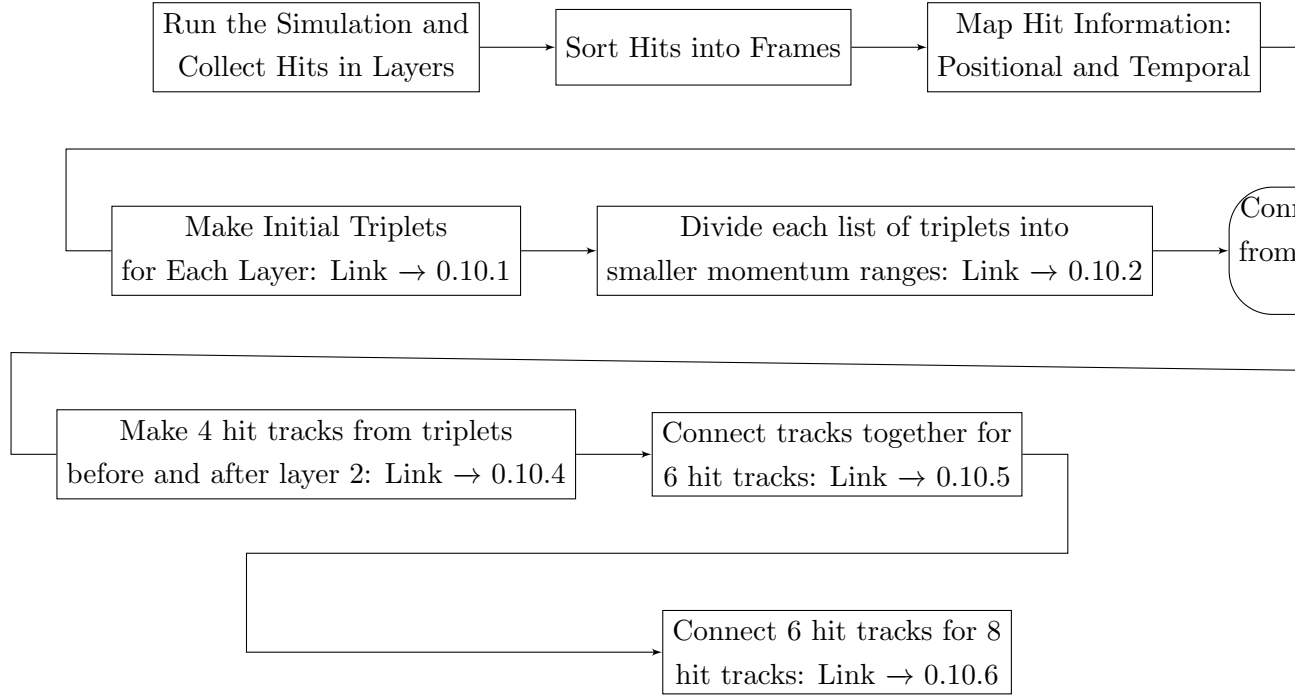 Run the Simulation and
Collect Hits in Layers
Sort Hits into Frames
Map Hit Information:
Positional and Temporal
Make Initial Triplets
for Each Layer: Link → 0.10.1
Divide each list of triplets into
smaller momentum ranges: Link → 0.10.2
from
Make 4 hit tracks from triplets
before and after layer 2: Link → 0.10.4
Connect tracks together for
6 hit tracks: Link → 0.10.5
Connect 6 hit tracks for 8
hit tracks: Link → 0.10.6